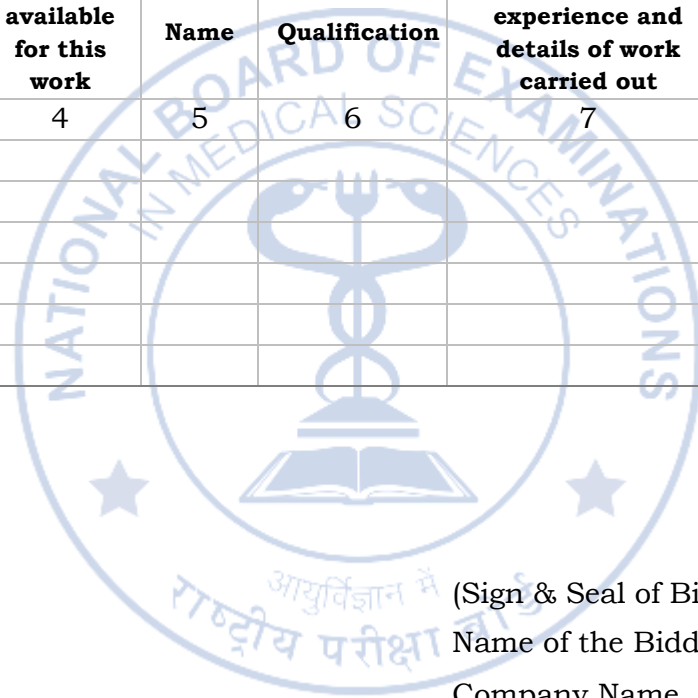 available for this work
Name
Qualification
experience and details of work carried out
4 5 6 7
NATIONAL BOARD OF EXAMINATIONS
IN MEDICAL SCIENCES
आयुर्विज्ञान में
राष्ट्रीय परीक्षा बोर्ड
(Sign & Seal of Bi
Name of the Bidd
Company Name